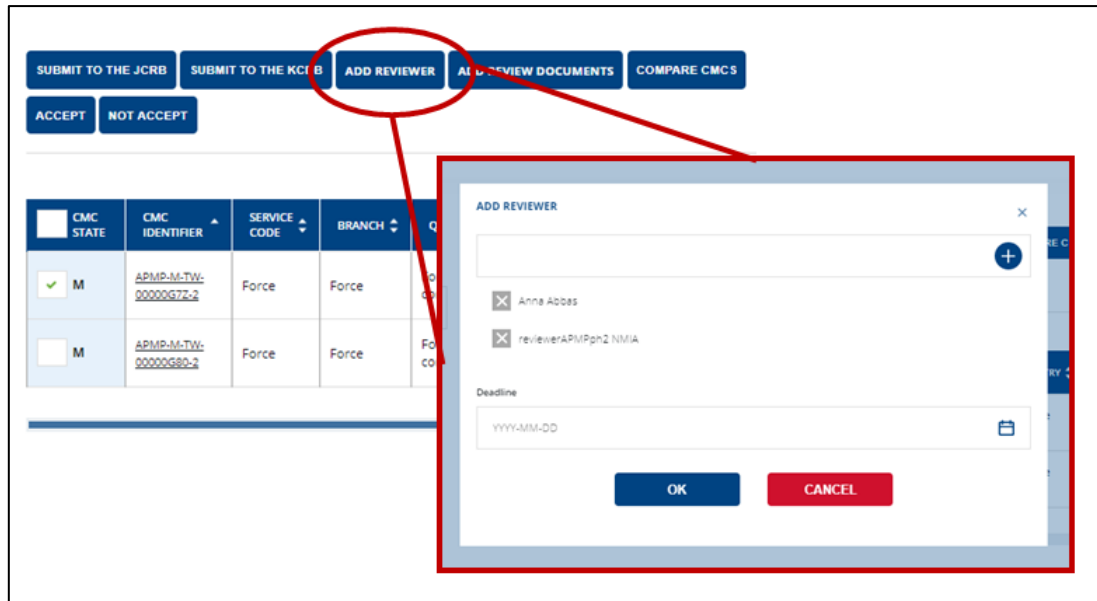 SUBMIT TO THE JCRB SUBMIT TO THE KCDB ADD REVIEWER ADD REVIEW DOCUMENTS COMPARE CMCS
ACCEPT NOT ACCEPT
CMC STATE CMC IDENTIFIER SERVICE CODE BRANCH
M APMP-M-TW-00000G7Z-2 Force Force
M APMP-M-TW-00000G80-2 Force Force
ADD REVIEWER
Anna Abbas
reviewerAPMPph2 NMIA
Deadline
YYYY-MM-DD
OK CANCEL